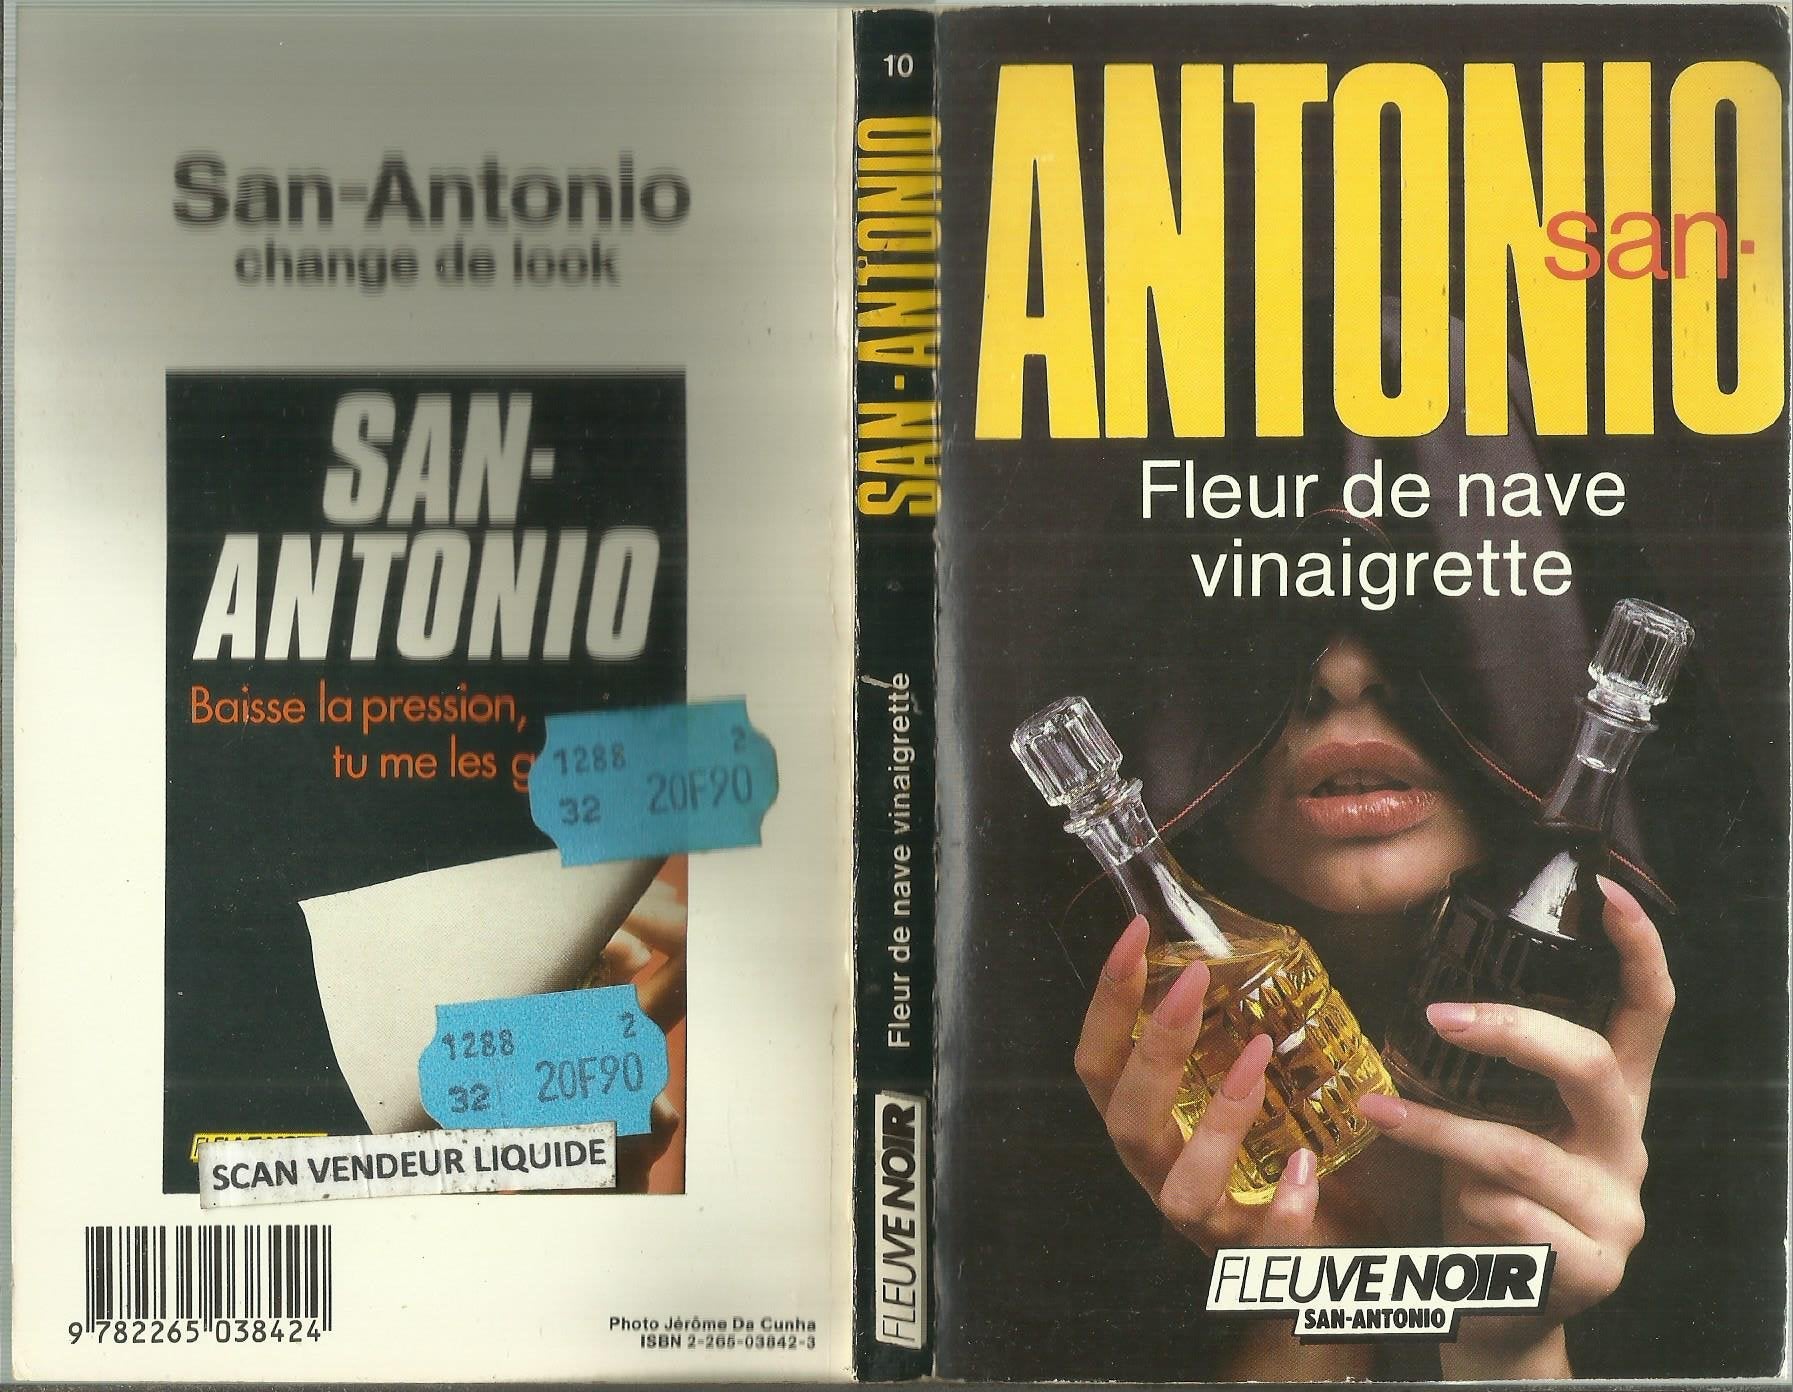 San-Antonio
change de look
SAN-
ANTONIO
Baisse la pression,
tu me les g
1288 2
32 20F90
1288 2
32 20F90
SCAN VENDEUR LIQUIDE
9 782265 038424
Photo Jérôme Da Cunha
ISBN 2-265-03842-3
10
SAN-ANTONIO
Fleur de nave vinaigrette
FLEUVE NOIR
ANTONIO
san-
Fleur de nave
vinaigrette
FLEUVE NOIR
SAN-ANTONIO